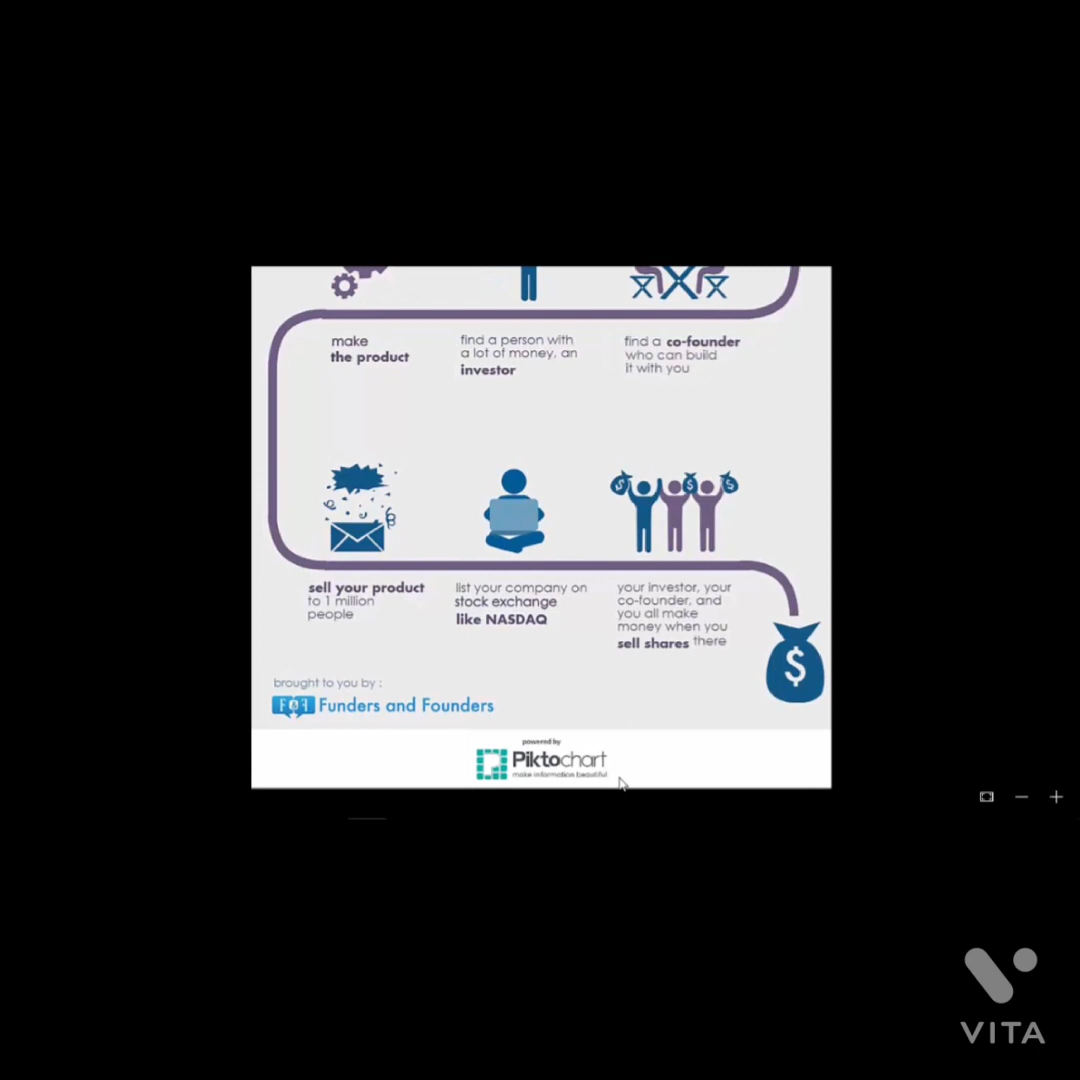 make
the product
find a person with
a lot of money, an
investor
find a co-founder
who can build
it with you
$ $ $
sell your product
to 1 million
people
list your company on
stock exchange
like NASDAQ
your investor, your
co-founder, and
you all make
money when you
sell shares there
$
brought to you by :
F&F Funders and Founders
powered by
Piktochart
make information beautiful
VITA